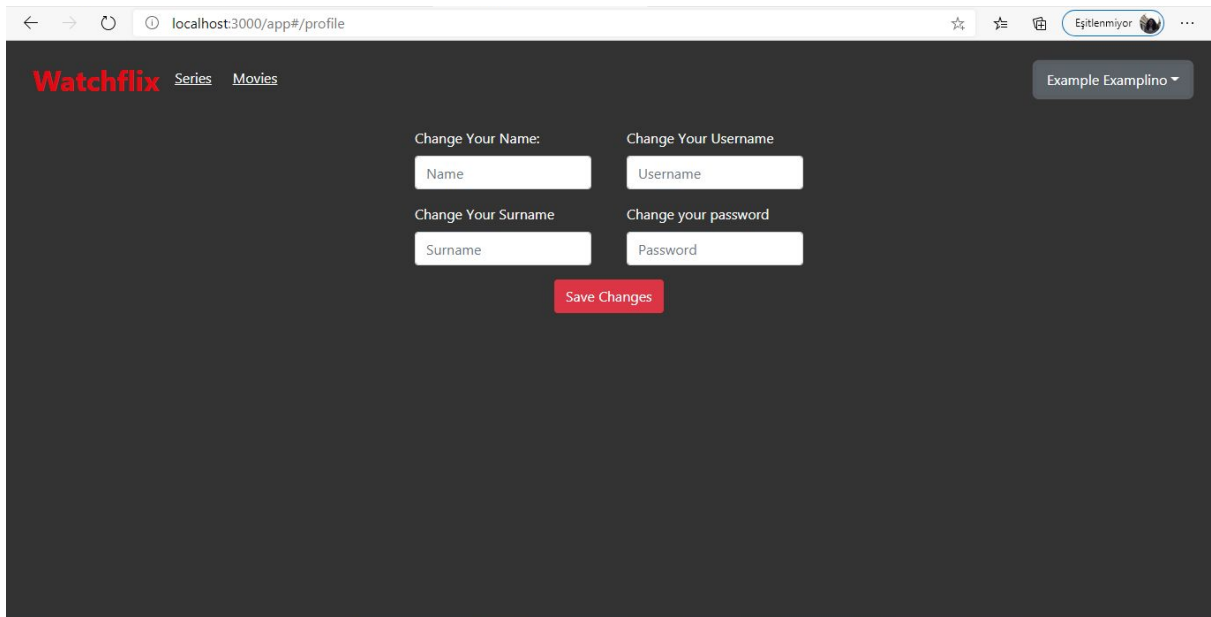 localhost:3000/app#/profile
Eşitlenmiyor
Watchflix Series Movies Example Examplino
Change Your Name: Change Your Username
Name Username
Change Your Surname Change your password
Surname Password
Save Changes